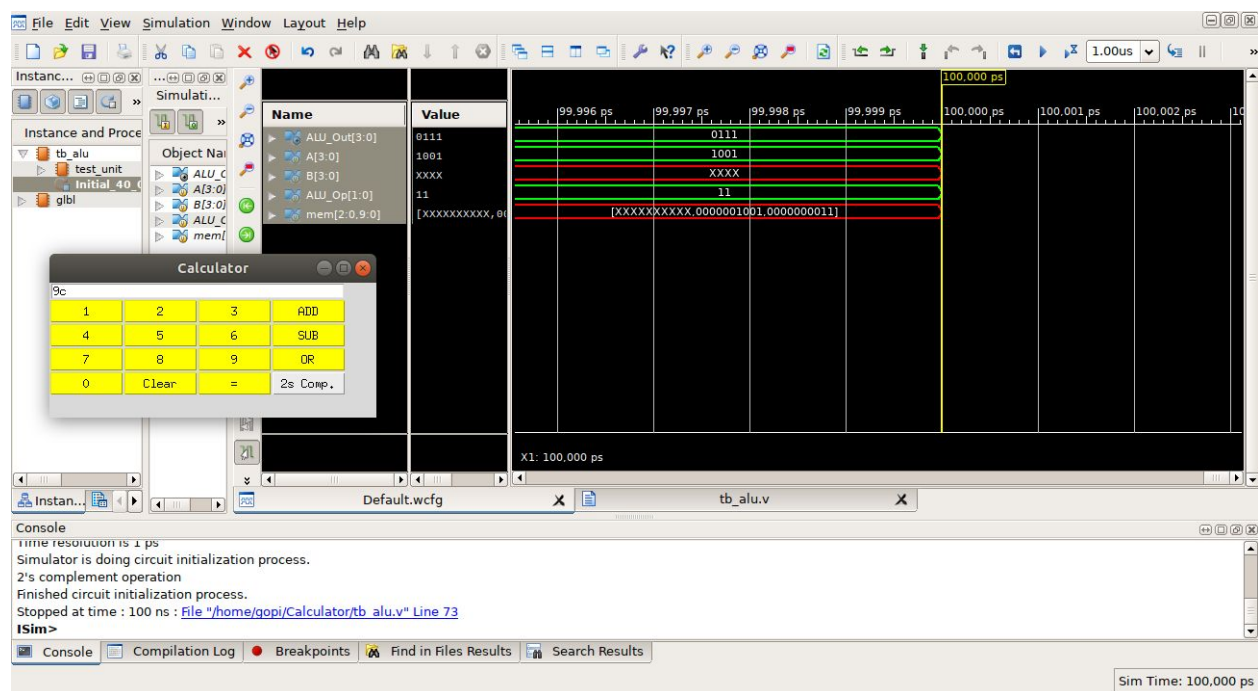 File Edit View Simulation Window Layout Help
1.00us
Instanc...
Instance and Proce
tb_alu
test_unit
Initial_40_
glbl
Simulati...
Object Nar
ALU_C
A[3:0]
B[3:0]
ALU_C
mem[
Name Value
ALU_Out[3:0] 0111
A[3:0] 1001
B[3:0] XXXX
ALU_Op[1:0] 11
mem[2:0,9:0] [XXXXXXXXXX,00
100,000 ps
99,996 ps 99,997 ps 99,998 ps 99,999 ps 100,000 ps 100,001 ps 100,002 ps 10
0111
1001
XXXX
11
[XXXXXXXXXX,0000001001,0000000011]
X1: 100,000 ps
Calculator
9c
1 2 3 ADD
4 5 6 SUB
7 8 9 OR
0 Clear = 2s Comp.
Instan...
Default.wcfg tb_alu.v
Console
Time resolution is 1 ps
Simulator is doing circuit initialization process.
2's complement operation
Finished circuit initialization process.
Stopped at time : 100 ns : File "/home/gopi/Calculator/tb_alu.v" Line 73
ISim>
Console Compilation Log Breakpoints Find in Files Results Search Results
Sim Time: 100,000 ps